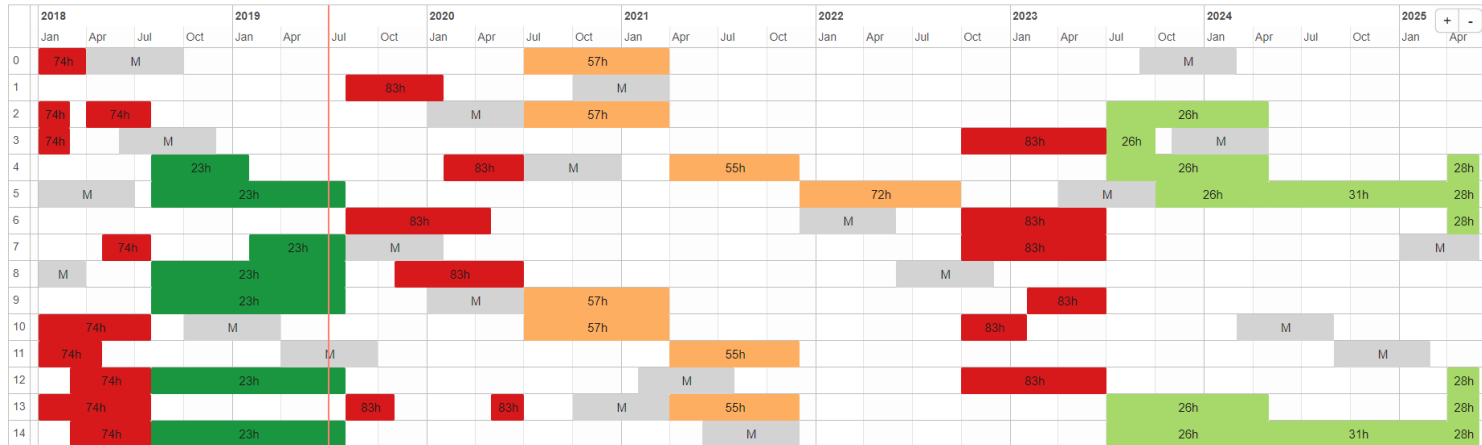 2018 2019 2020 2021 2022 2023 2024 2025 + -
Jan Apr Jul Oct Jan Apr Jul Oct Jan Apr Jul Oct Jan Apr Jul Oct Jan Apr Jul Oct Jan Apr Jul Oct Jan Apr Jul Oct Jan Apr
0 74h M 57h M
1 83h M
2 74h 74h M 57h 26h
3 74h M 83h 26h M
4 23h 83h M 55h 26h 28h
5 M 23h 72h M 26h 31h 28h
6 83h M 83h 28h
7 74h 23h M 83h M
8 M 23h 83h M
9 23h M 57h 83h
10 74h M 57h 83h M
11 74h M 55h M
12 74h 23h M 83h 28h
13 74h 83h 83h M 55h 26h 28h
14 74h 23h M 26h 31h 28h